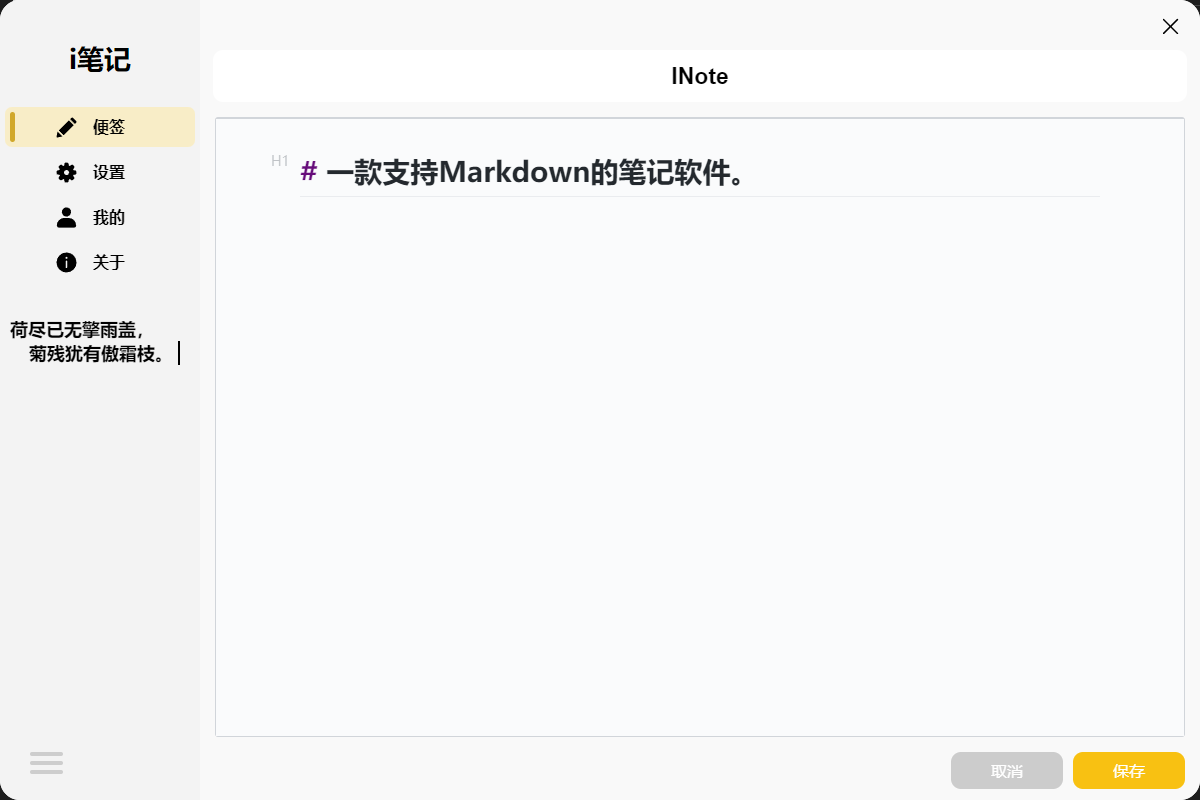 i笔记
便签
设置
我的
关于
荷尽已无擎雨盖，
菊残犹有傲霜枝。
INote
H1
# 一款支持Markdown的笔记软件。
取消
保存